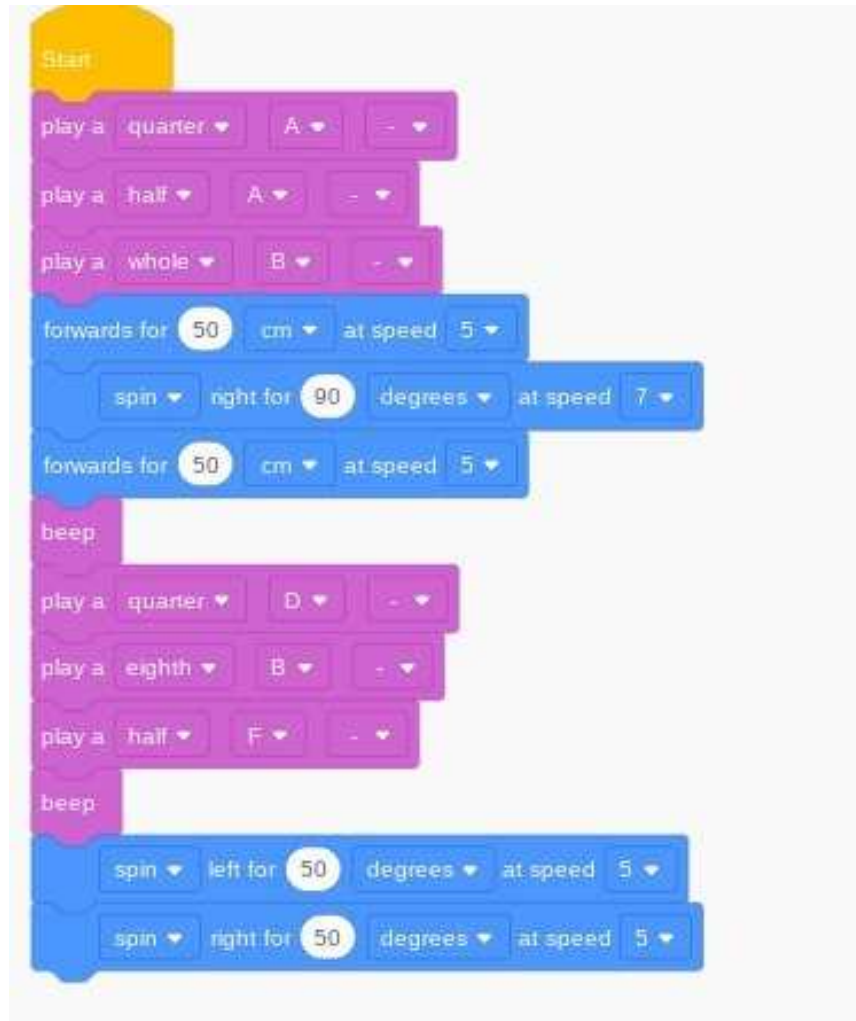 Start
play a quarter A -
play a half A -
play a whole B -
forwards for 50 cm at speed 5
spin right for 90 degrees at speed 7
forwards for 50 cm at speed 5
beep
play a quarter D -
play a eighth B -
play a half F -
beep
spin left for 50 degrees at speed 5
spin right for 50 degrees at speed 5